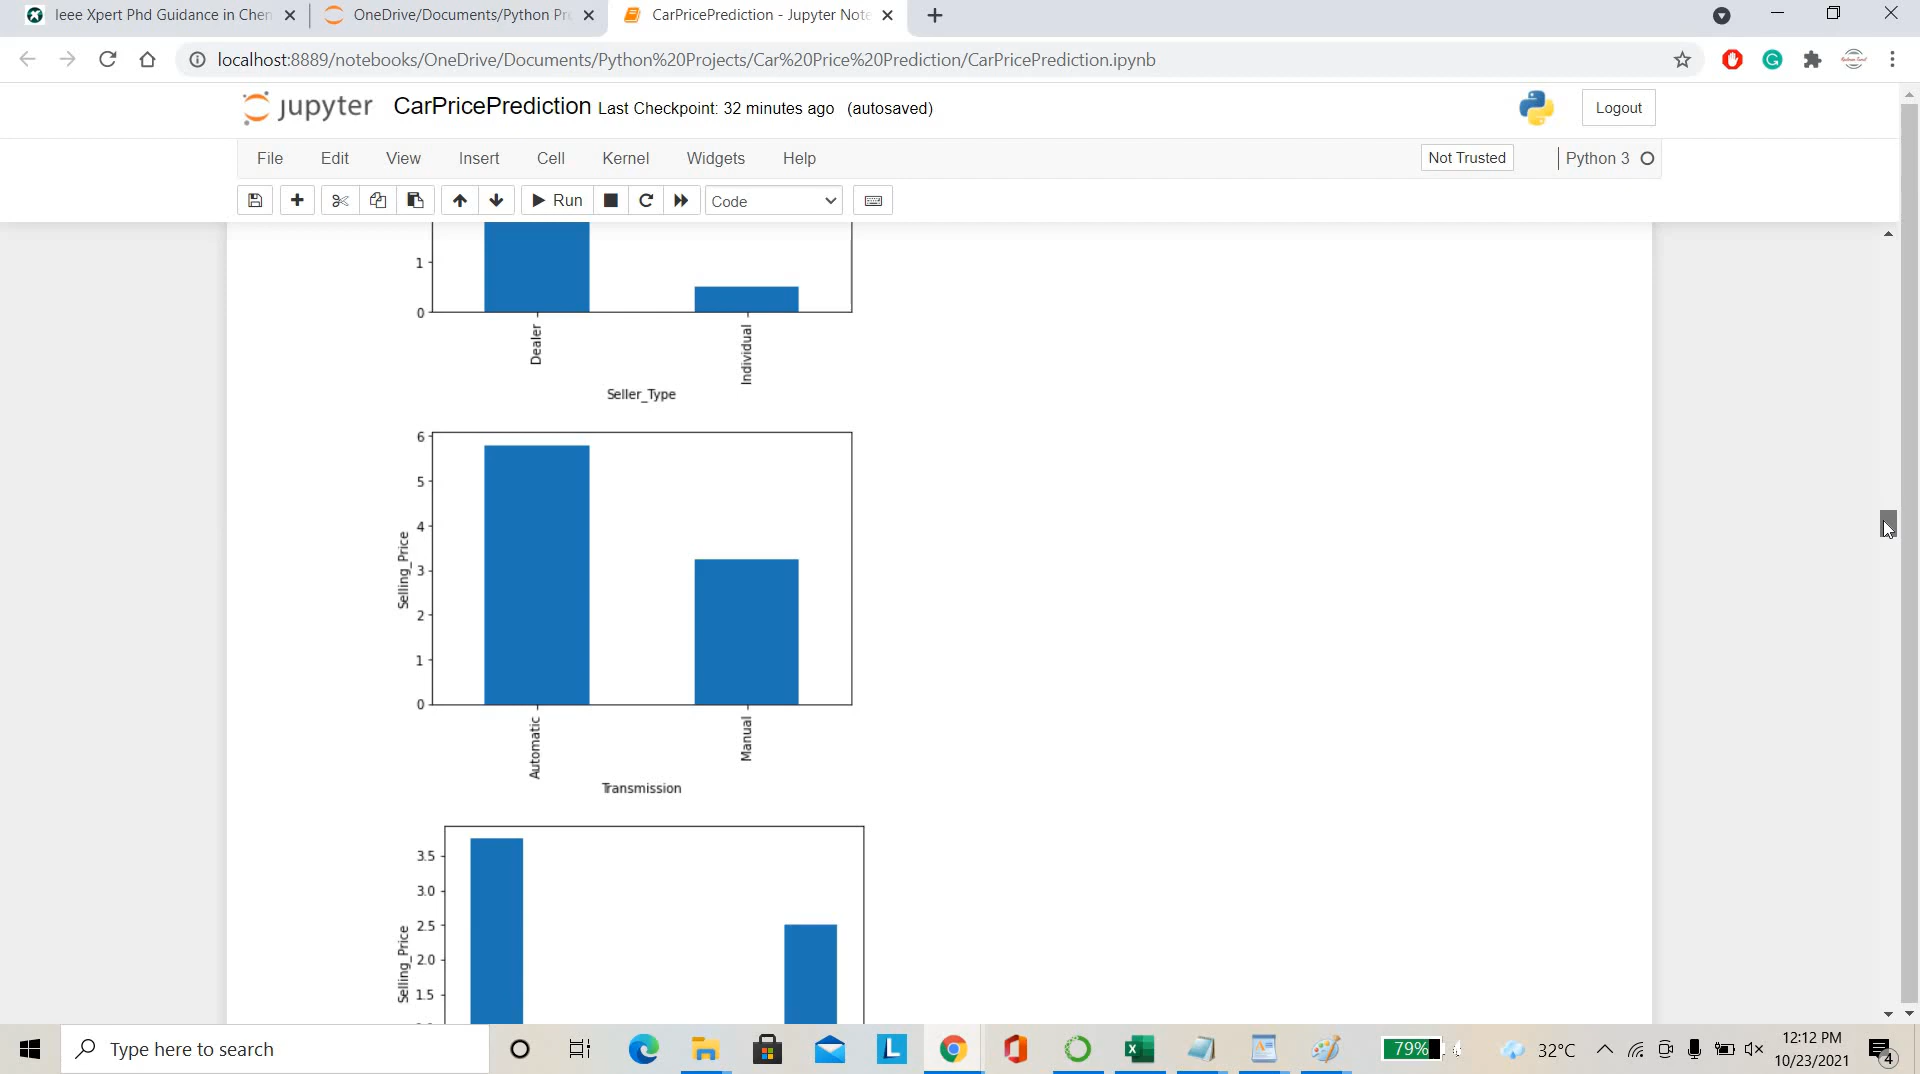 Ieee Xpert Phd Guidance in Chen
OneDrive/Documents/Python Pro
CarPricePrediction - Jupyter Note
localhost:8889/notebooks/OneDrive/Documents/Python%20Projects/Car%20Price%20Prediction/CarPricePrediction.ipynb
jupyter CarPricePrediction Last Checkpoint: 32 minutes ago (autosaved)
Logout
File Edit View Insert Cell Kernel Widgets Help
Not Trusted
Python 3
Run
Code
1
0
Dealer
Individual
Seller_Type
6
5
4
3
2
1
0
Selling_Price
Automatic
Manual
Transmission
3.5
3.0
2.5
2.0
1.5
Selling_Price
Type here to search
79%
32°C
12:12 PM
10/23/2021
4